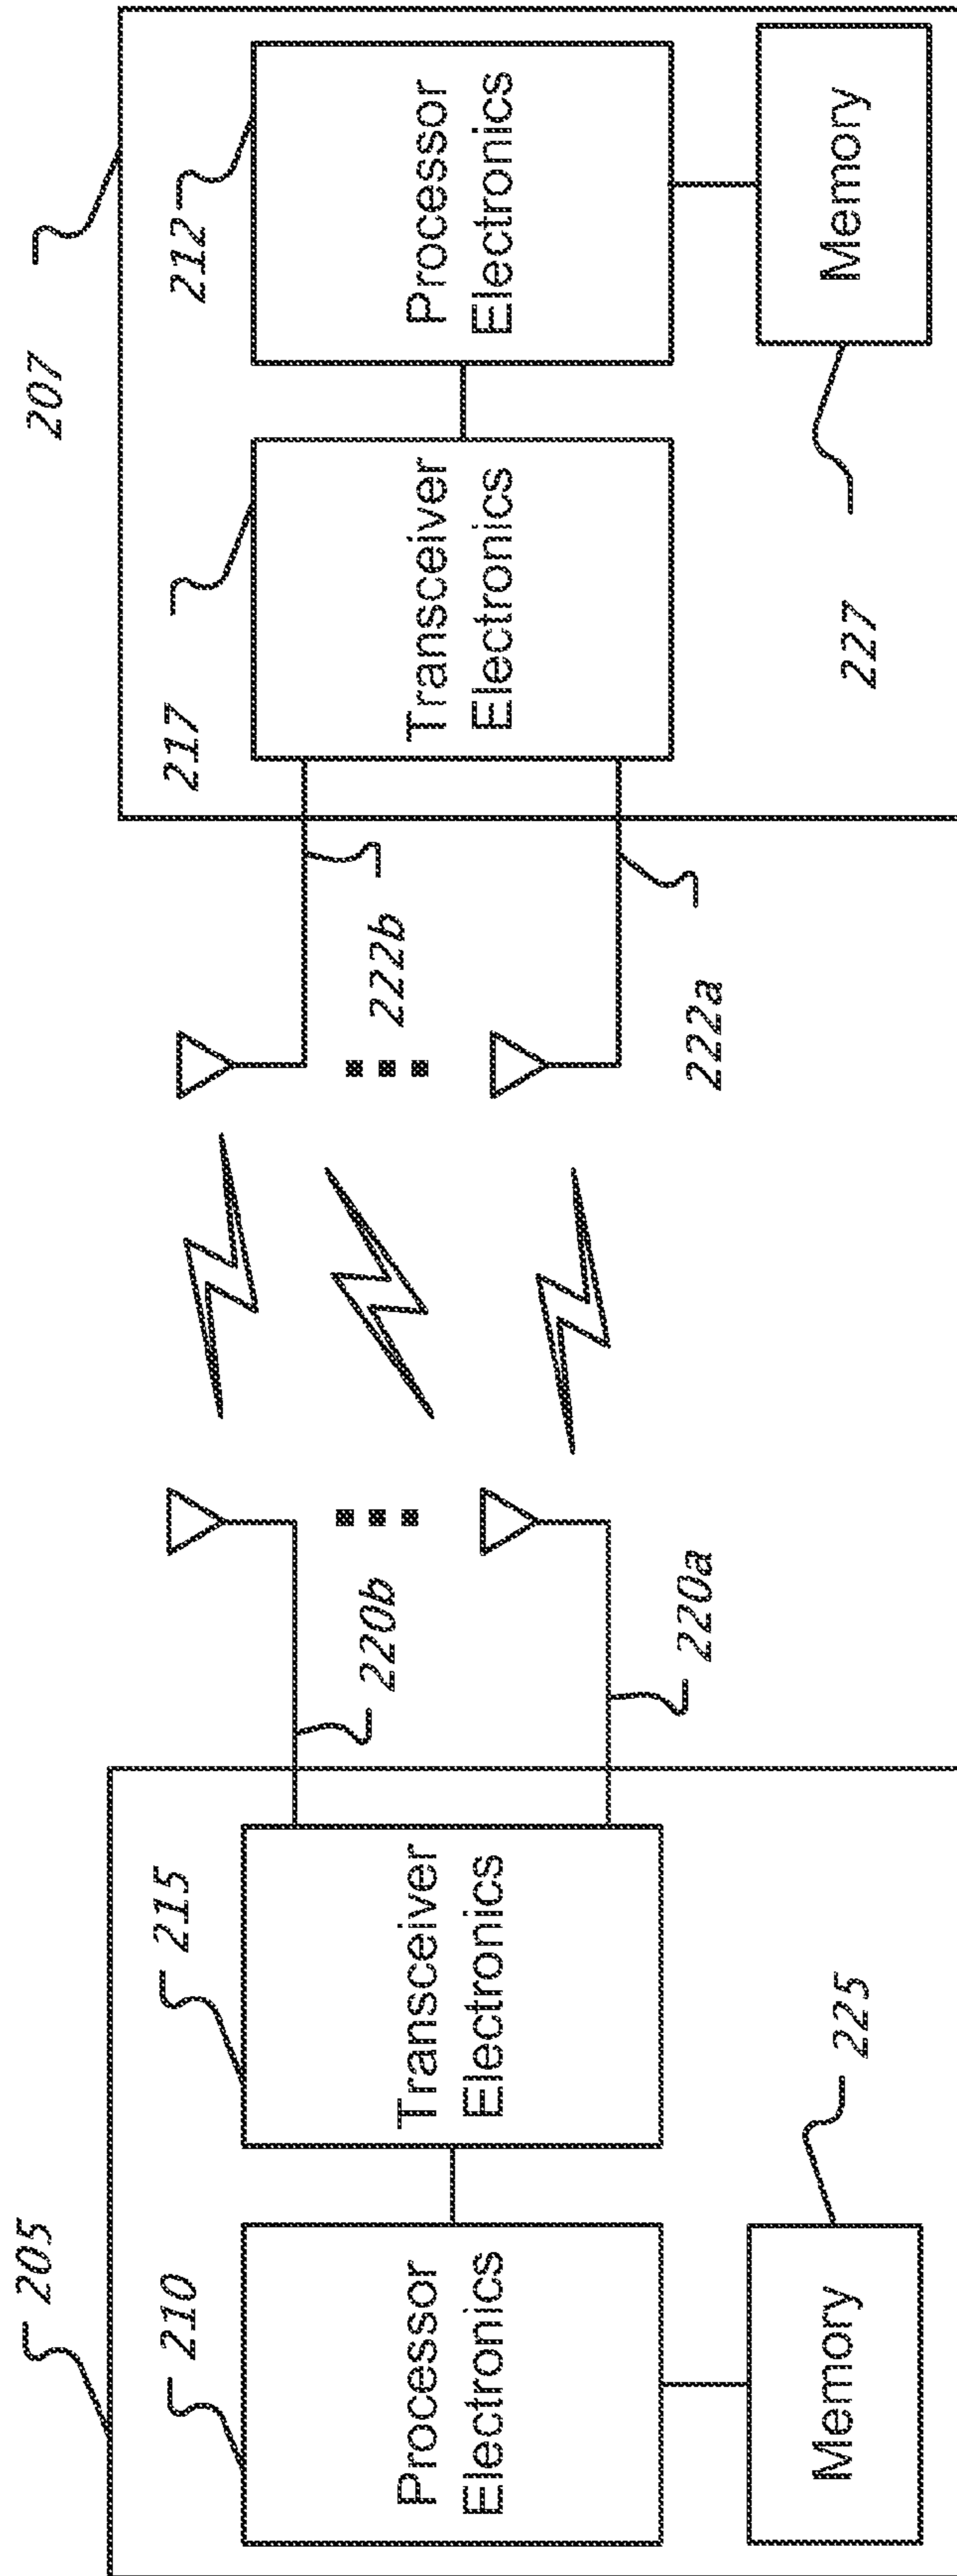 205
210
Processor
Electronics
215
Transceiver
Electronics
Memory
225
220b
220a
222b
222a
207
217
Transceiver
Electronics
212
Processor
Electronics
227
Memory